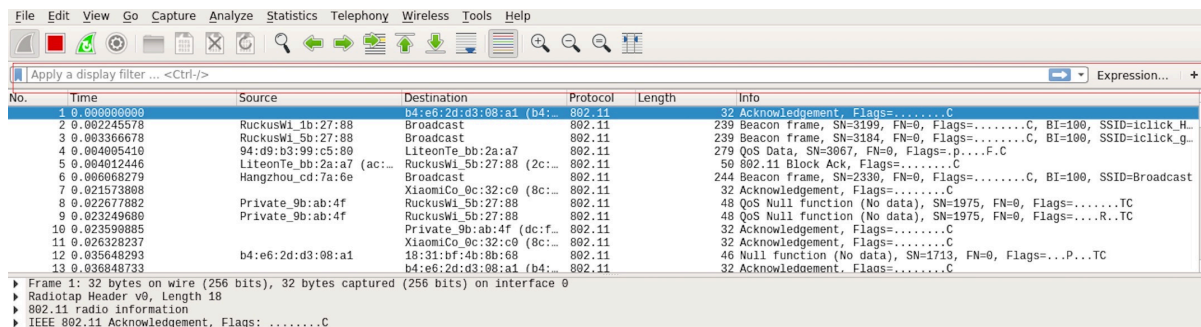 File Edit View Go Capture Analyze Statistics Telephony Wireless Tools Help
Apply a display filter ... <Ctrl-/> Expression... +
No. Time Source Destination Protocol Length Info
1 0.000000000 b4:e6:2d:d3:08:a1 (b4:… 802.11 32 Acknowledgement, Flags=........C
2 0.002245578 RuckusWi_1b:27:88 Broadcast 802.11 239 Beacon frame, SN=3199, FN=0, Flags=........C, BI=100, SSID=iclick_H…
3 0.003366678 RuckusWi_5b:27:88 Broadcast 802.11 239 Beacon frame, SN=3184, FN=0, Flags=........C, BI=100, SSID=iclick_g…
4 0.004005410 94:d9:b3:99:c5:80 LiteonTe_bb:2a:a7 802.11 279 QoS Data, SN=3067, FN=0, Flags=.p....F.C
5 0.004012446 LiteonTe_bb:2a:a7 (ac:… RuckusWi_5b:27:88 (2c:… 802.11 50 802.11 Block Ack, Flags=........C
6 0.006068279 Hangzhou_cd:7a:6e Broadcast 802.11 244 Beacon frame, SN=2330, FN=0, Flags=........C, BI=100, SSID=Broadcast
7 0.021573808 XiaomiCo_0c:32:c0 (8c:… 802.11 32 Acknowledgement, Flags=........C
8 0.022677882 Private_9b:ab:4f RuckusWi_5b:27:88 802.11 48 QoS Null function (No data), SN=1975, FN=0, Flags=.......TC
9 0.023249680 Private_9b:ab:4f RuckusWi_5b:27:88 802.11 48 QoS Null function (No data), SN=1975, FN=0, Flags=....R..TC
10 0.023590885 Private_9b:ab:4f (dc:f… 802.11 32 Acknowledgement, Flags=........C
11 0.026328237 XiaomiCo_0c:32:c0 (8c:… 802.11 32 Acknowledgement, Flags=........C
12 0.035648293 b4:e6:2d:d3:08:a1 18:31:bf:4b:8b:68 802.11 46 Null function (No data), SN=1713, FN=0, Flags=...P...TC
13 0.036848733 b4:e6:2d:d3:08:a1 (b4:… 802.11 32 Acknowledgement, Flags=........C
Frame 1: 32 bytes on wire (256 bits), 32 bytes captured (256 bits) on interface 0
Radiotap Header v0, Length 18
802.11 radio information
IEEE 802.11 Acknowledgement, Flags: ........C